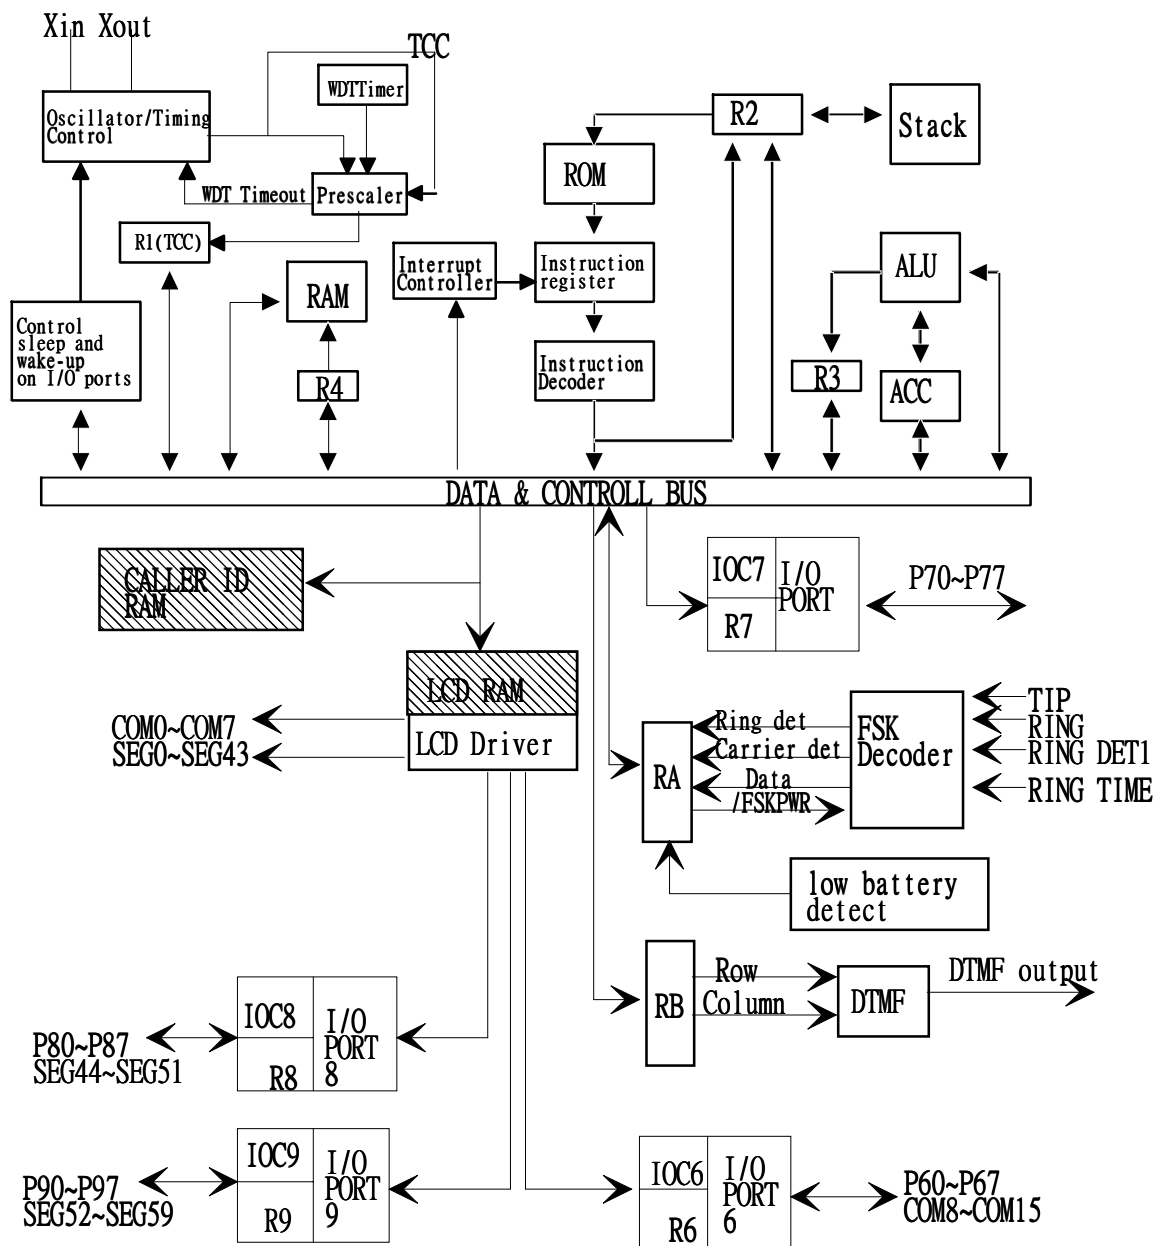 Xin Xout
TCC
WDTTimer
Oscillator/Timing
Control
R2
Stack
ROM
WDT Timeout
Prescaler
R1(TCC)
Interrupt
Controller
Instruction
register
ALU
RAM
Control
sleep and
wake-up
on I/O ports
R4
Instruction
Decoder
R3
ACC
DATA & CONTROLL BUS
CALLER ID
RAM
IOC7
R7
I/O
PORT
P70~P77
LCD RAM
LCD Driver
COM0~COM7
SEG0~SEG43
RA
Ring det
Carrier det
Data
/FSKPWR
FSK
Decoder
TIP
RING
RING DET1
RING TIME
low battery
detect
RB
Row
Column
DTMF
DTMF output
IOC8
R8
I/O
PORT
8
P80~P87
SEG44~SEG51
IOC9
R9
I/O
PORT
9
P90~P97
SEG52~SEG59
IOC6
R6
I/O
PORT
6
P60~P67
COM8~COM15